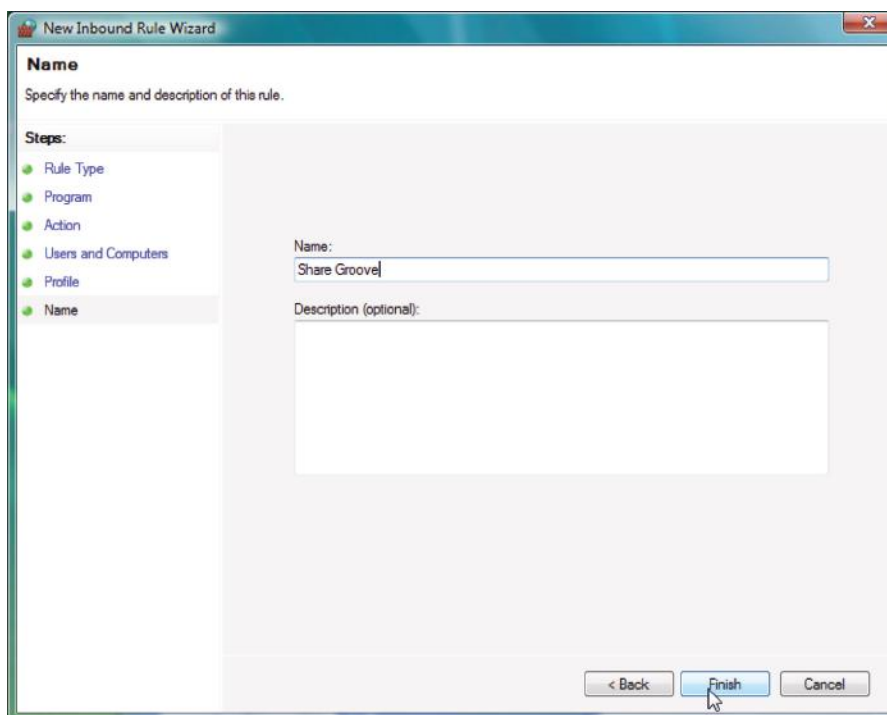 New Inbound Rule Wizard
Name
Specify the name and description of this rule.
Steps:
Rule Type
Program
Action
Users and Computers
Profile
Name
Name:
Share Groove
Description (optional):
< Back Finish Cancel